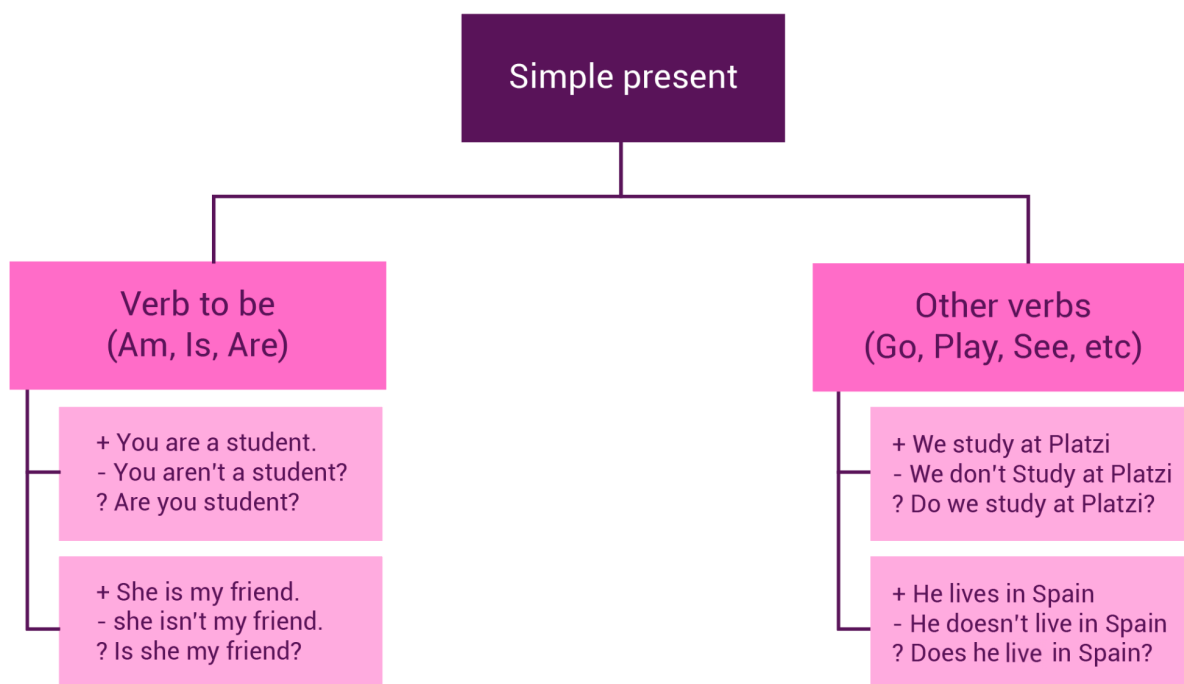 Simple present
Verb to be
(Am, Is, Are)
+ You are a student.
- You aren't a student?
? Are you student?
+ She is my friend.
- she isn't my friend.
? Is she my friend?
Other verbs
(Go, Play, See, etc)
+ We study at Platzi
- We don't Study at Platzi
? Do we study at Platzi?
+ He lives in Spain
- He doesn't live in Spain
? Does he live in Spain?